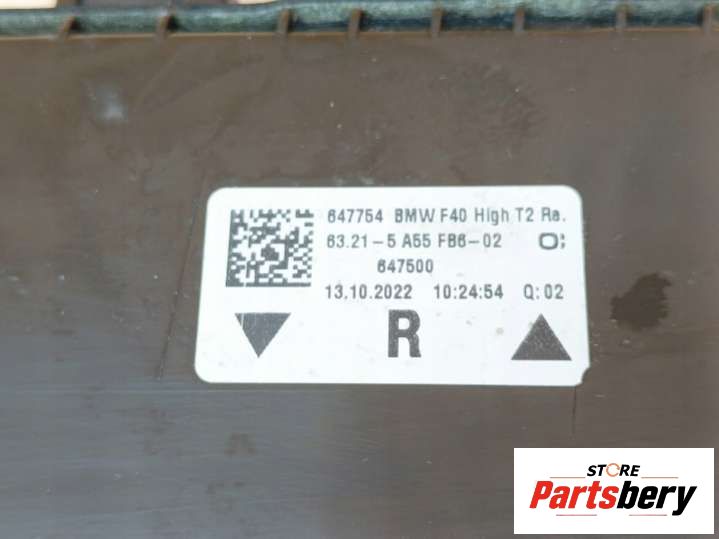 647754 BMW F40 High T2 Re.
63.21-5 A55 FB6-02 O:
647500
13.10.2022 10:24:54 Q:02
R
STORE
Partsbery